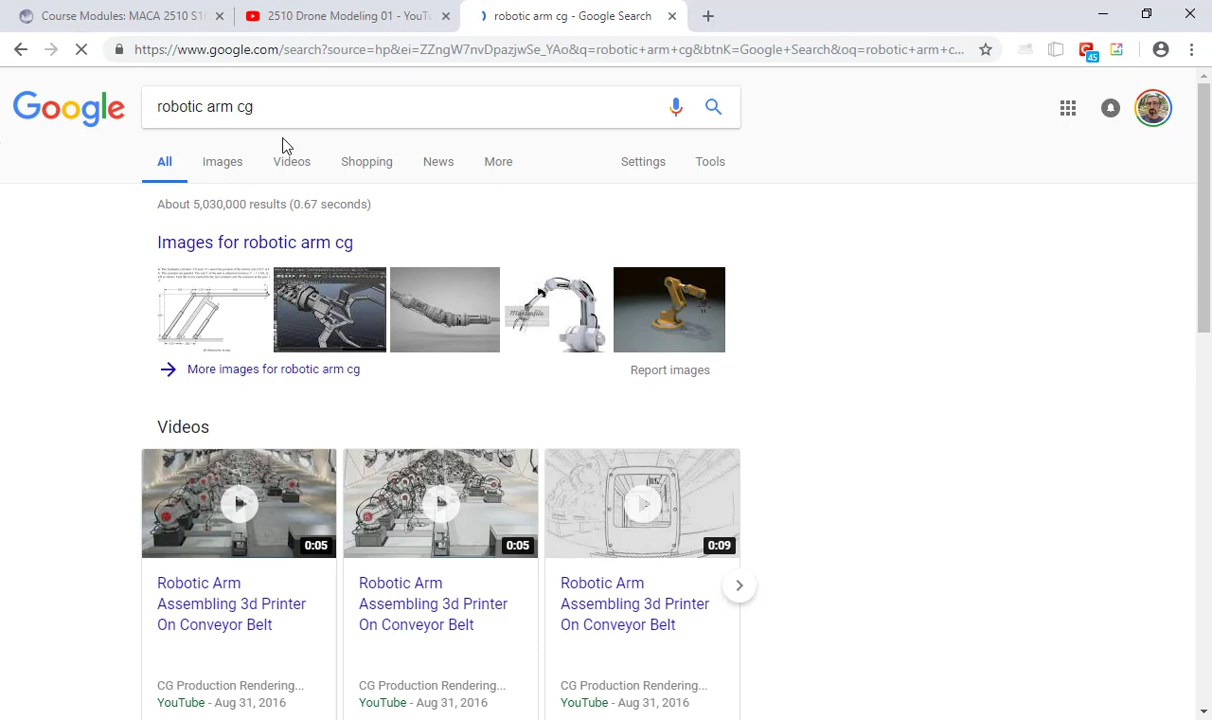 Course Modules: MACA 2510 S1
2510 Drone Modeling 01 - YouTu
robotic arm cg - Google Search
https://www.google.com/search?source=hp&ei=ZZngW7nvDpazjwSe_YAo&q=robotic+arm+cg&btnK=Google+Search&oq=robotic+arm+c...
45
Google
robotic arm cg
All
Images
Videos
Shopping
News
More
Settings
Tools
About 5,030,000 results (0.67 seconds)
Images for robotic arm cg
More images for robotic arm cg
Report images
Videos
0:05
0:05
0:09
Robotic Arm
Assembling 3d Printer
On Conveyor Belt
Robotic Arm
Assembling 3d Printer
On Conveyor Belt
Robotic Arm
Assembling 3d Printer
On Conveyor Belt
CG Production Rendering...
YouTube - Aug 31, 2016
CG Production Rendering...
YouTube - Aug 31, 2016
CG Production Rendering...
YouTube - Aug 31, 2016